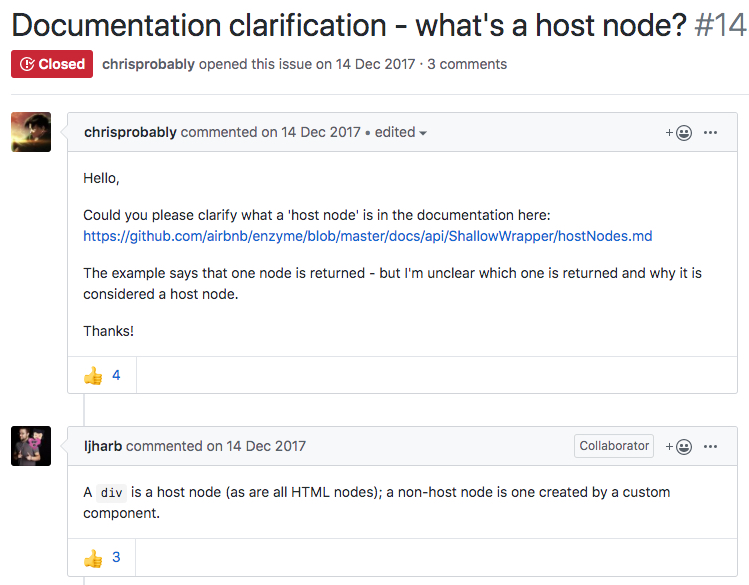 Documentation clarification - what's a host node? #14
Closed chrisprobably opened this issue on 14 Dec 2017 · 3 comments
chrisprobably commented on 14 Dec 2017 • edited
Hello,
Could you please clarify what a 'host node' is in the documentation here:
https://github.com/airbnb/enzyme/blob/master/docs/api/ShallowWrapper/hostNodes.md
The example says that one node is returned - but I'm unclear which one is returned and why it is
considered a host node.
Thanks!
4
ljharb commented on 14 Dec 2017 Collaborator
A div is a host node (as are all HTML nodes); a non-host node is one created by a custom
component.
3